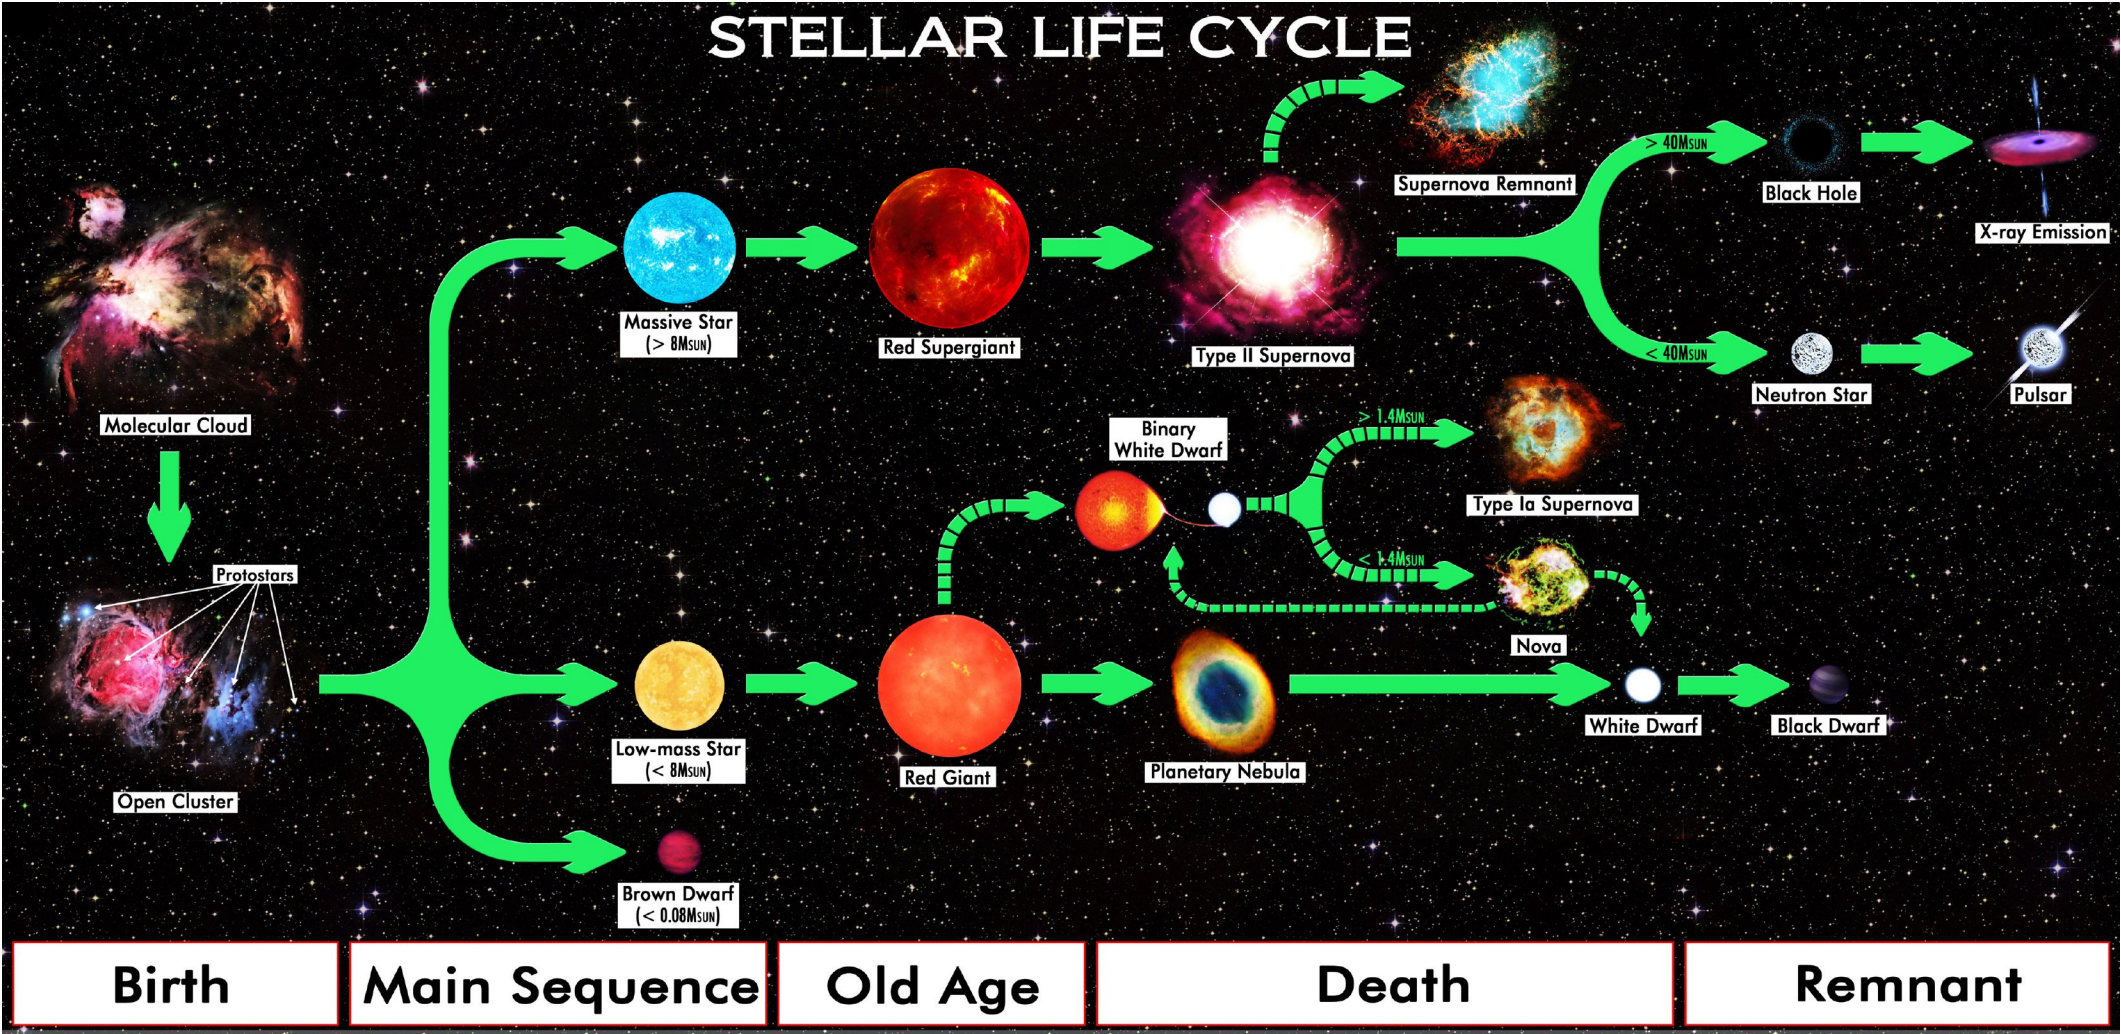 STELLAR LIFE CYCLE
Supernova Remnant
> 40MSUN
Black Hole
X-ray Emission
Massive Star
(> 8MSUN)
Red Supergiant
Type II Supernova
< 40MSUN
Neutron Star
Pulsar
Molecular Cloud
Binary
White Dwarf
> 1.4MSUN
Type Ia Supernova
Protostars
< 1.4MSUN
Nova
Low-mass Star
(< 8MSUN)
Red Giant
Planetary Nebula
White Dwarf
Black Dwarf
Open Cluster
Brown Dwarf
(< 0.08MSUN)
Birth
Main Sequence
Old Age
Death
Remnant